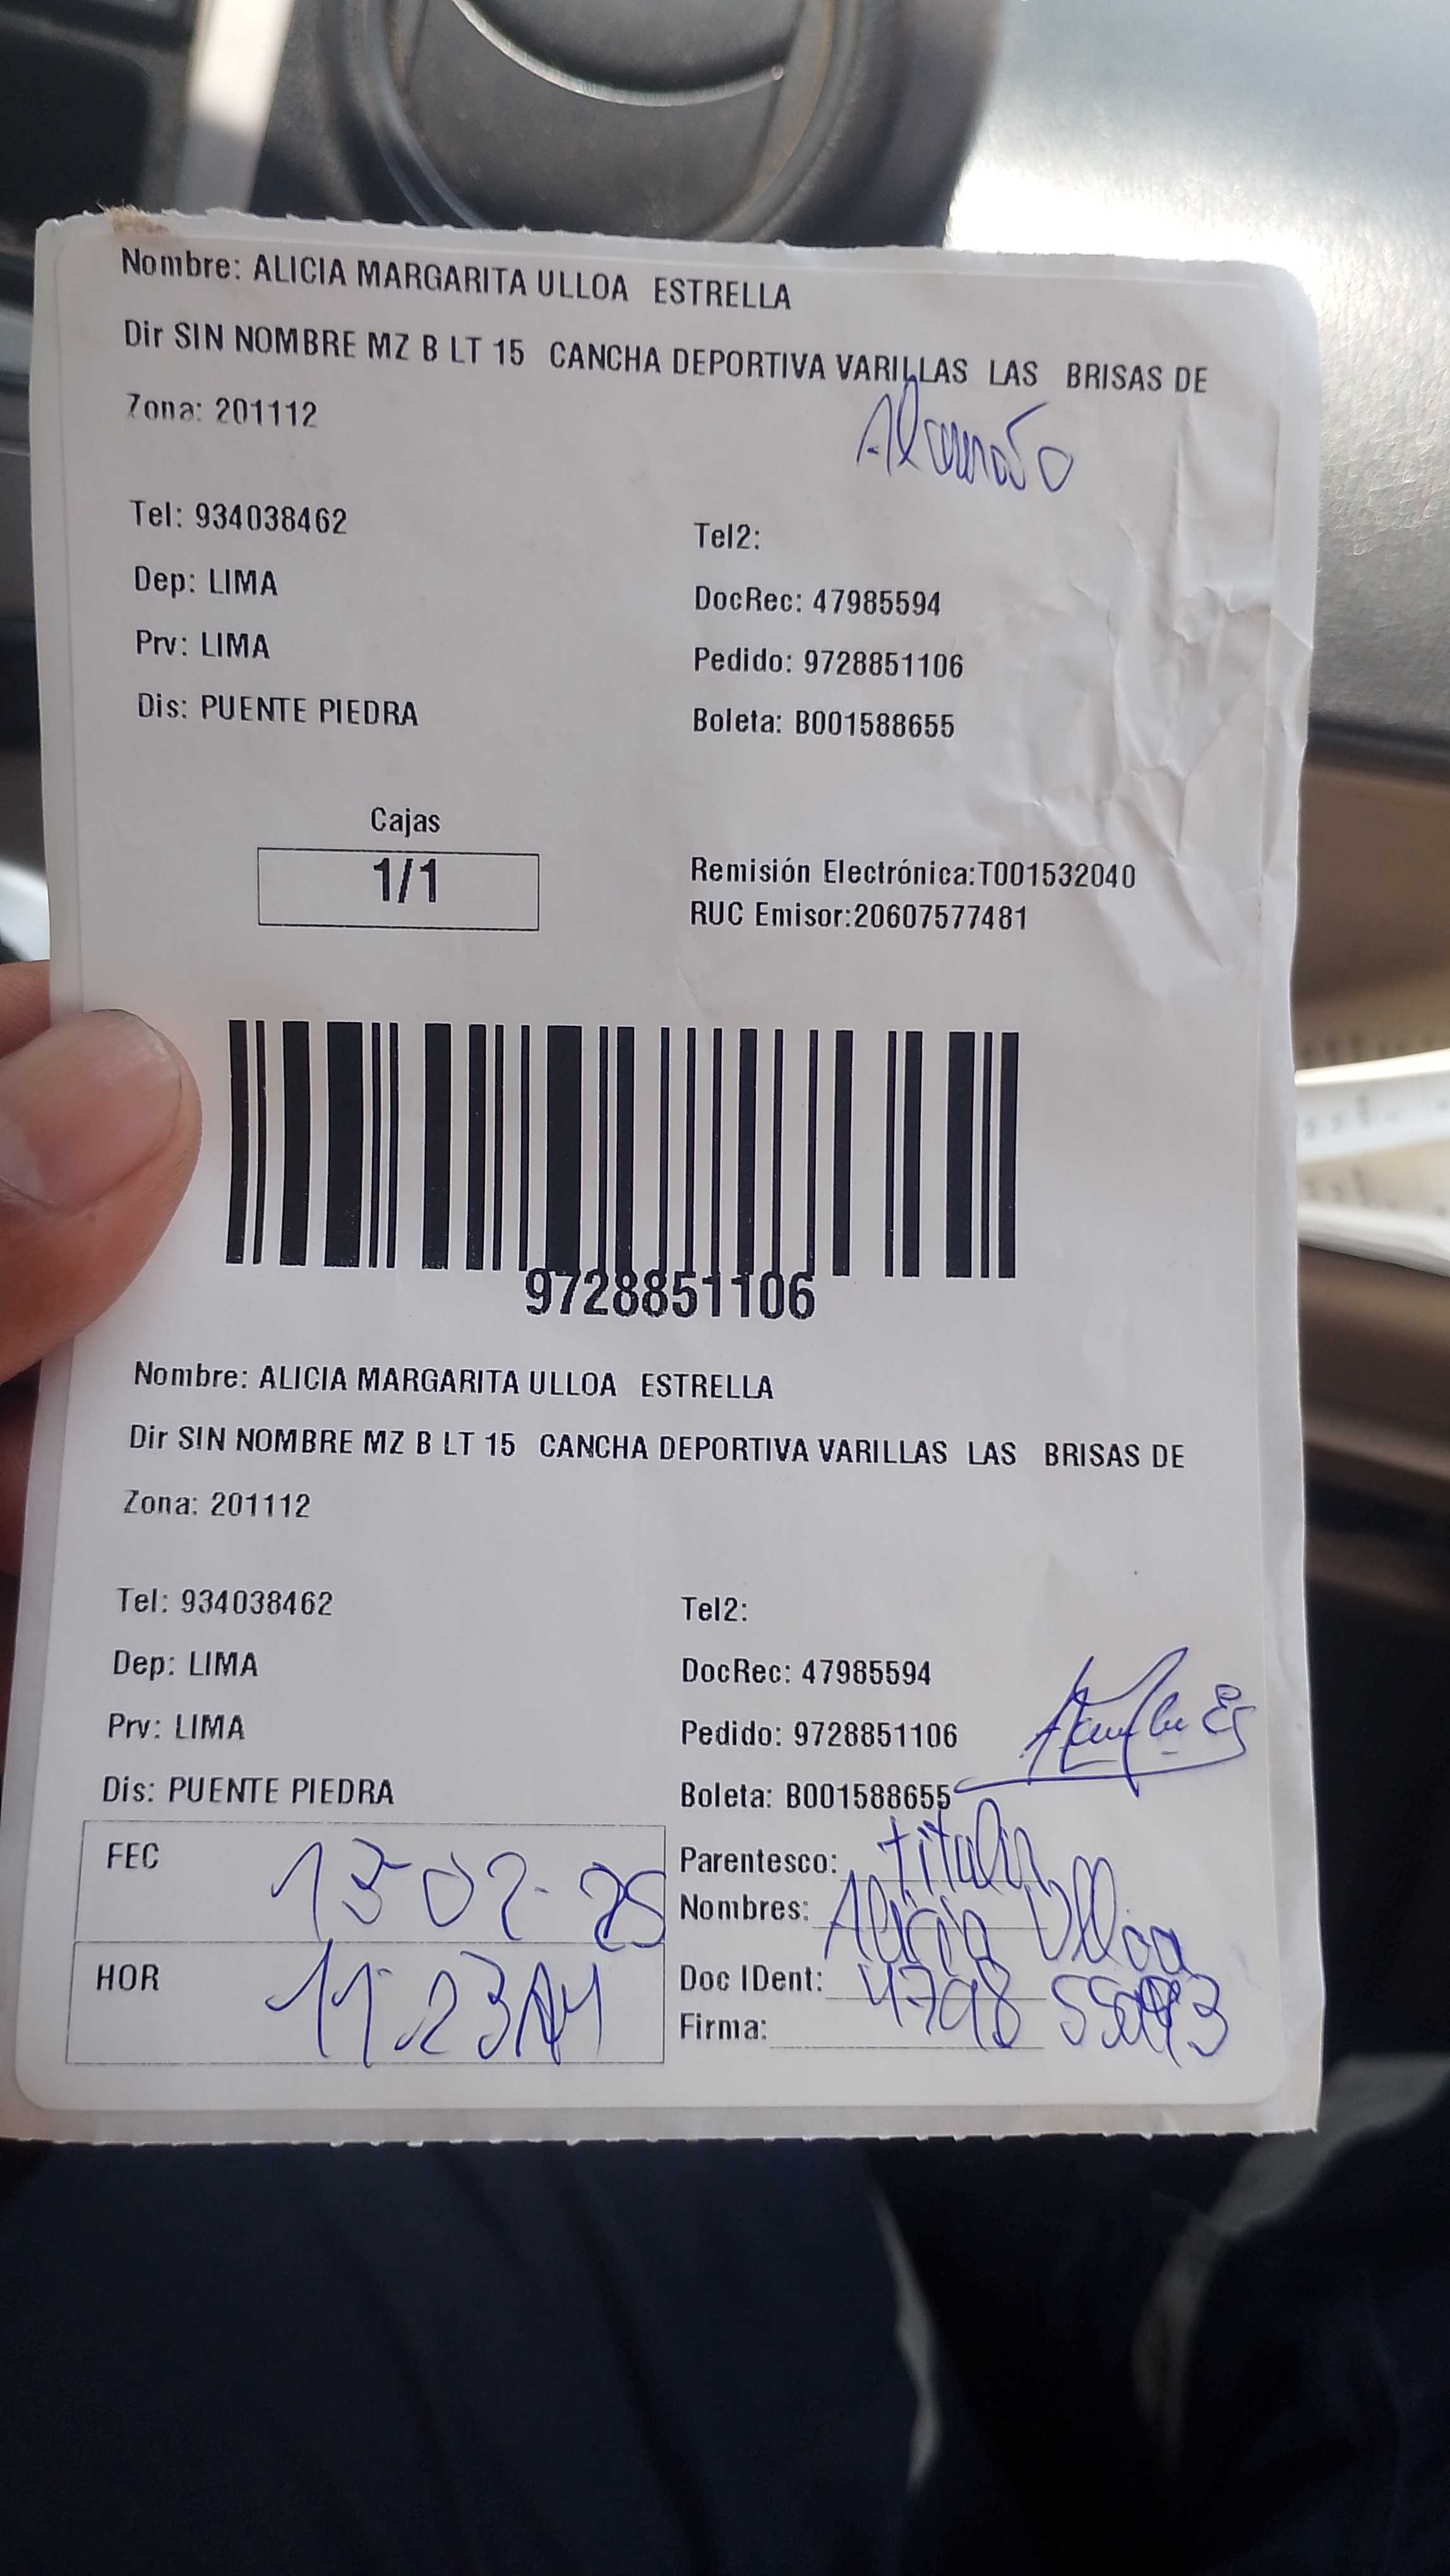 Nombre: ALICIA MARGARITA ULLOA ESTRELLA
Dir SIN NOMBRE MZ B LT 15 CANCHA DEPORTIVA VARILLAS LAS BRISAS DE
Zona: 201112
Tel: 934038462
Tel2:
Dep: LIMA
DocRec: 47985594
Prv: LIMA
Pedido: 9728851106
Dis: PUENTE PIEDRA
Boleta: B001588655
Cajas
1/1
Remisión Electrónica:T001532040
RUC Emisor:20607577481
9728851106
Nombre: ALICIA MARGARITA ULLOA ESTRELLA
Dir SIN NOMBRE MZ B LT 15 CANCHA DEPORTIVA VARILLAS LAS BRISAS DE
Zona: 201112
Tel: 934038462
Tel2:
Dep: LIMA
DocRec: 47985594
Prv: LIMA
Pedido: 9728851106
Dis: PUENTE PIEDRA
Boleta: B001588655
FEC 13-02-25
Parentesco: titular
Nombres: Alicia Ulloa
HOR 11:23AM
Doc IDent:
Firma: